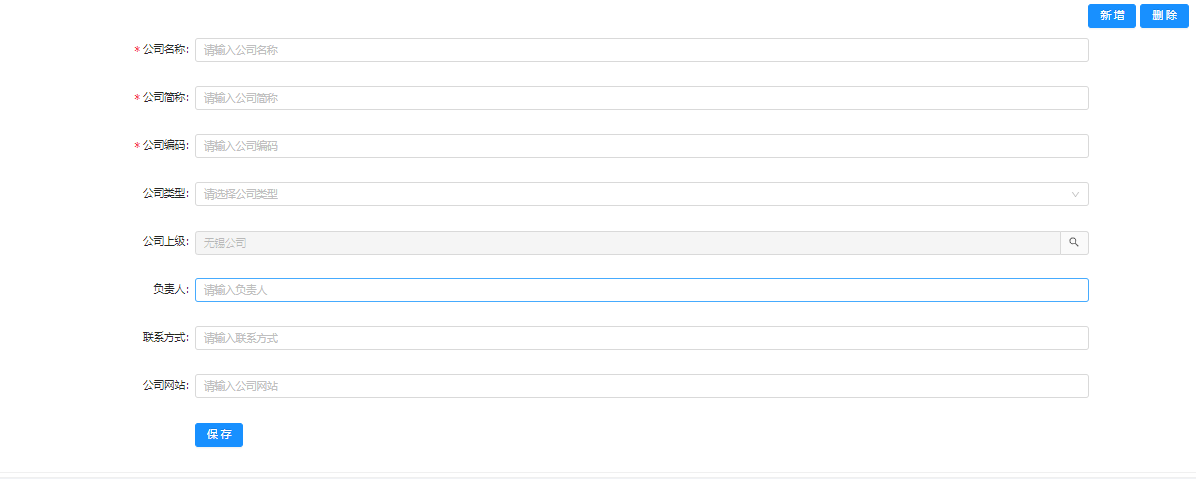 新增 删除
* 公司名称: 请输入公司名称
* 公司简称: 请输入公司简称
* 公司编码: 请输入公司编码
公司类型: 请选择公司类型
公司上级: 无锡公司
负责人: 请输入负责人
联系方式: 请输入联系方式
公司网站: 请输入公司网站
保存